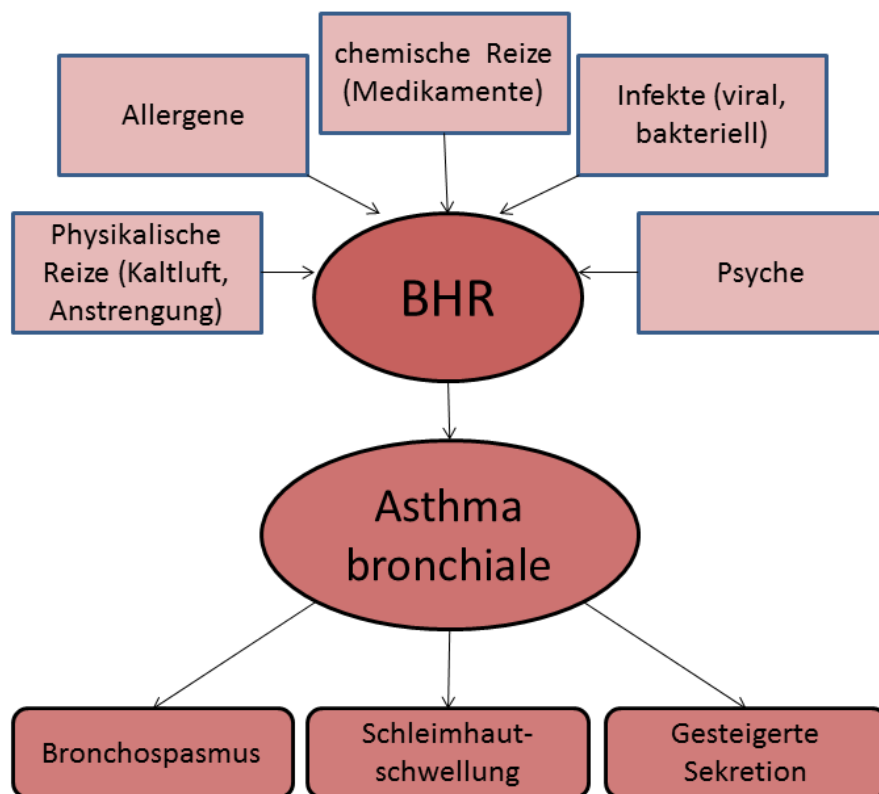 chemische Reize
(Medikamente)
Allergene
Infekte (viral,
bakteriell)
Physikalische
Reize (Kaltluft,
Anstrengung)
BHR
Psyche
Asthma
bronchiale
Bronchospasmus
Schleimhaut-
schwellung
Gesteigerte
Sekretion